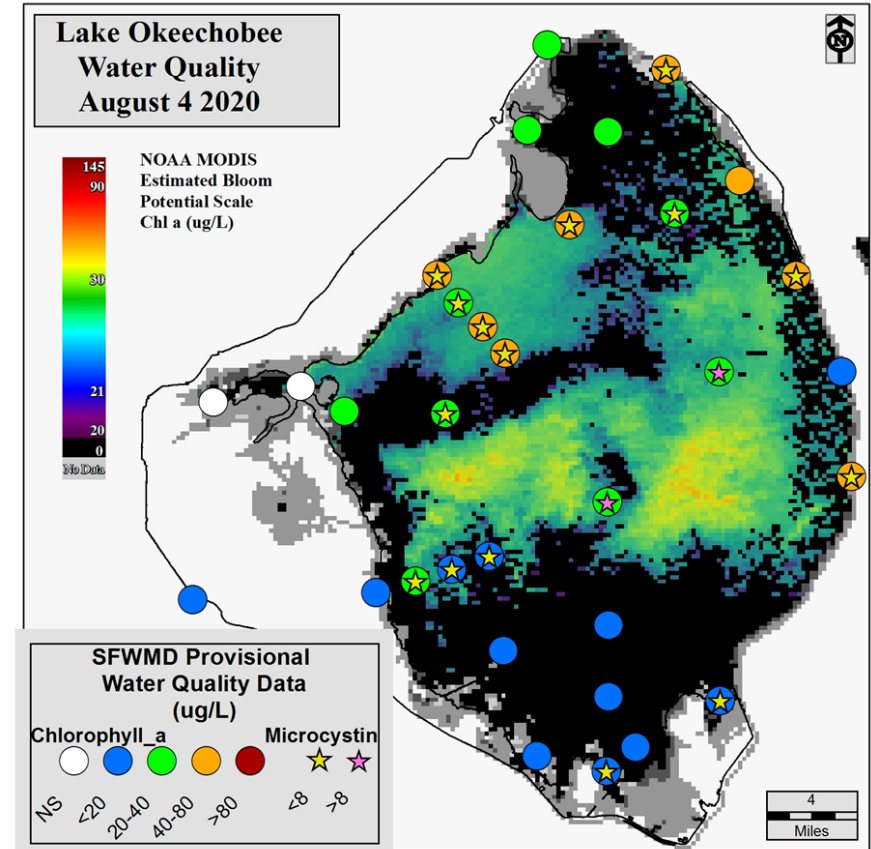 Lake Okeechobee
Water Quality
August 4 2020
N
NOAA MODIS
Estimated Bloom
Potential Scale
Chl a (ug/L)
145
90
30
21
20
0
No Data
SFWMD Provisional
Water Quality Data
(ug/L)
Chlorophyll_a Microcystin
NS <20 20-40 40-80 >80 <8 >8
4
Miles